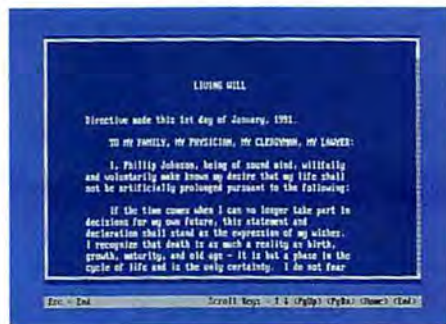 LIVING WILL
Directive made this 1st day of January, 1991.
TO MY FAMILY, MY PHYSICIAN, MY CLERGYMAN, MY LAWYER:
I, Phillip Johnson, being of sound mind, willfully
and voluntarily make known my desire that my life shall
not be artificially prolonged pursuant to the following:
If the time comes when I can no longer take part in
decisions for my own future, this statement and
declaration shall stand as the expression of my wishes.
I recognize that death is as much a reality as birth,
growth, maturity, and old age - it is but a phase in the
cycle of life and is the only certainty. I do not fear
Esc - End Scroll Keys - ↑ ↓ (PgUp) (PgDn) (Home) (End)